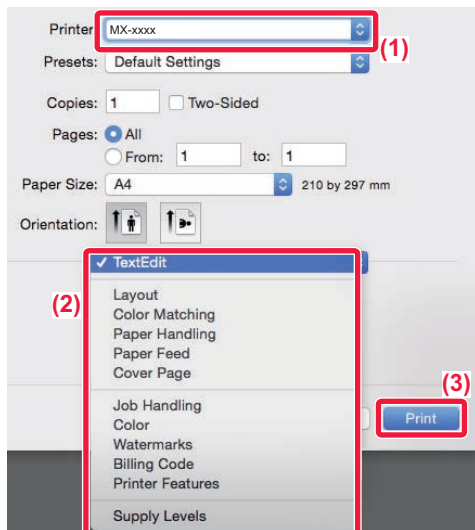 Printer: MX-xxxx
(1)
Presets: Default Settings
Copies: 1 Two-Sided
Pages: All
From: 1 to: 1
Paper Size: A4 210 by 297 mm
Orientation:
✓ TextEdit
(2)
Layout
Color Matching
Paper Handling
Paper Feed
Cover Page
(3)
Job Handling
Color
Watermarks
Billing Code
Printer Features
Print
Supply Levels